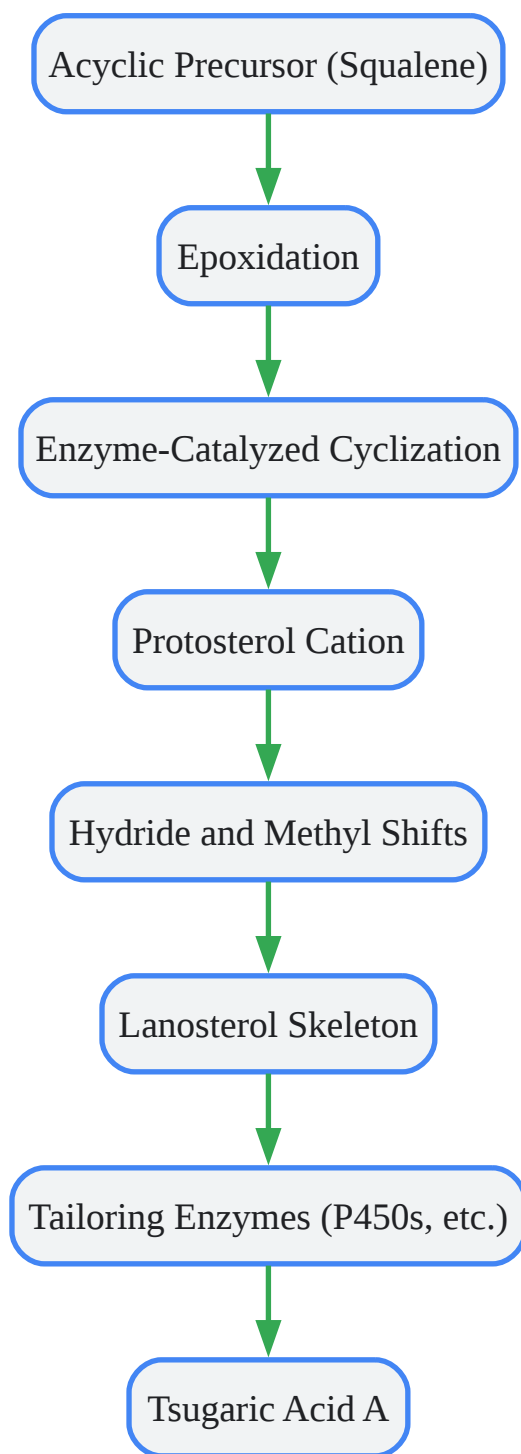 Acyclic Precursor (Squalene)
Epoxidation
Enzyme-Catalyzed Cyclization
Protosterol Cation
Hydride and Methyl Shifts
Lanosterol Skeleton
Tailoring Enzymes (P450s, etc.)
Tsugaric Acid A